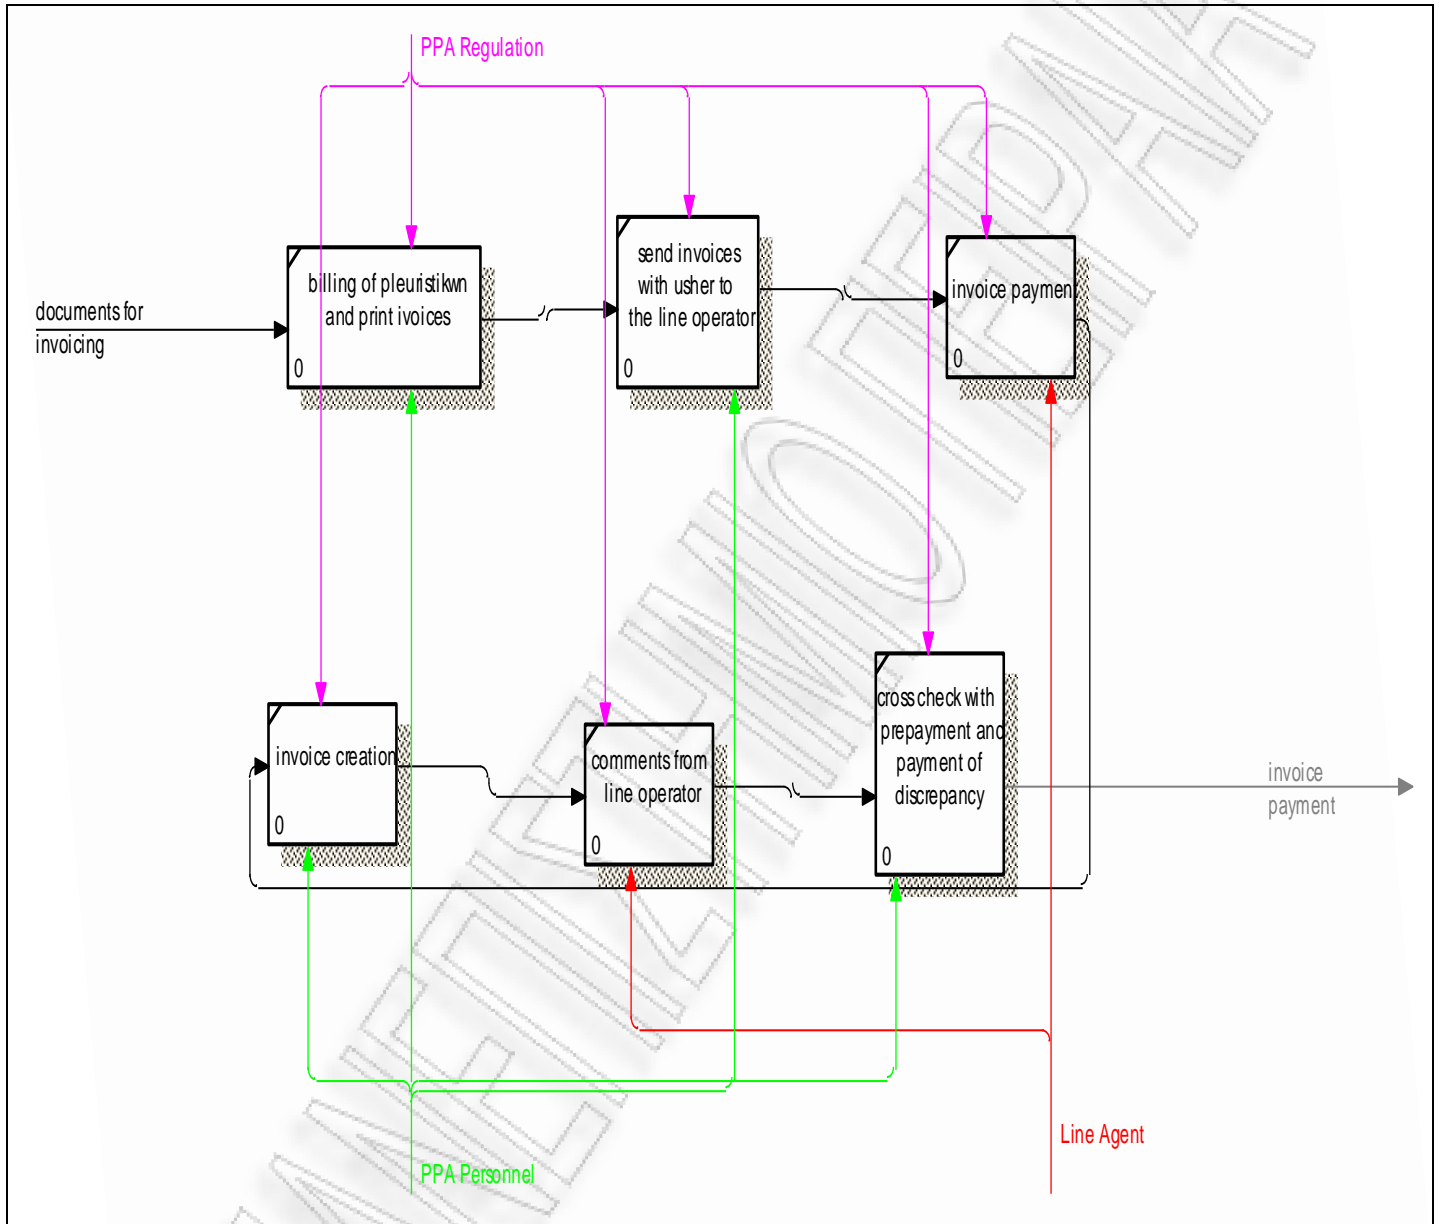 PPA Regulation
documents for
invoicing
billing of pleuristikwn
and print ivoices
0
send invoices
with usher to
the line operator
0
invoice paymen
0
invoice creation
0
comments from
line operator
0
cross check with
prepayment and
payment of
discrepancy
0
invoice
payment
Line Agent
PPA Personnel